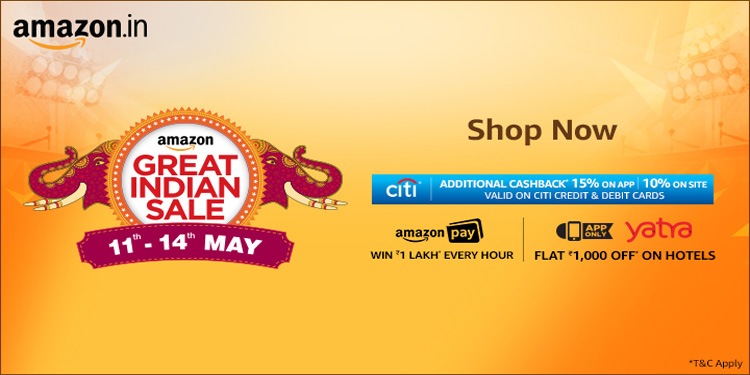 amazon.in
amazon
GREAT
INDIAN
SALE
11th - 14th MAY
Shop Now
citi ADDITIONAL CASHBACK* 15% ON APP | 10% ON SITE
VALID ON CITI CREDIT & DEBIT CARDS
amazon pay
WIN ₹1 LAKH* EVERY HOUR
APP
ONLY
yatra
FLAT ₹1,000 OFF* ON HOTELS
*T&C Apply